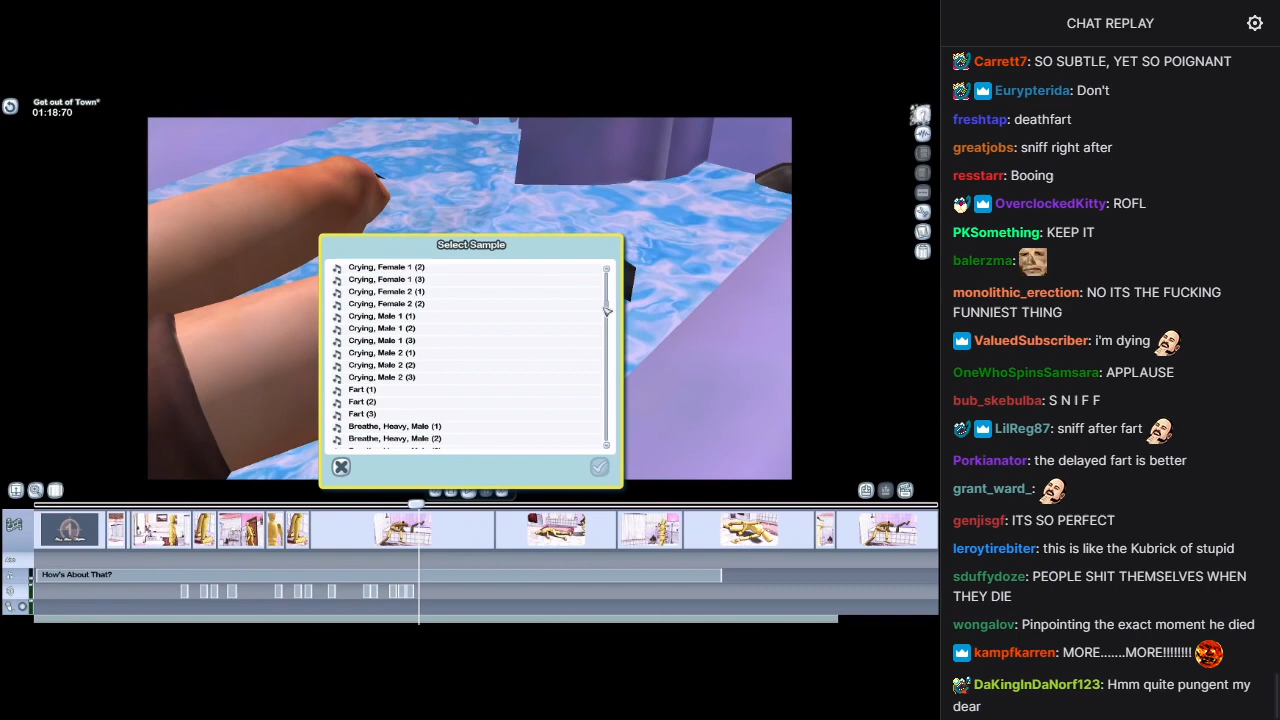 Get out of Town*
01:18:70
Select Sample
Crying, Female 1 (2)
Crying, Female 1 (3)
Crying, Female 2 (1)
Crying, Female 2 (2)
Crying, Male 1 (1)
Crying, Male 1 (2)
Crying, Male 1 (3)
Crying, Male 2 (1)
Crying, Male 2 (2)
Crying, Male 2 (3)
Fart (1)
Fart (2)
Fart (3)
Breathe, Heavy, Male (1)
Breathe, Heavy, Male (2)
How's About That?
CHAT REPLAY
Carrett7: SO SUBTLE, YET SO POIGNANT
Eurypterida: Don't
freshtap: deathfart
greatjobs: sniff right after
resstarr: Booing
OverclockedKitty: ROFL
PKSomething: KEEP IT
balerzma:
monolithic_erection: NO ITS THE FUCKING
FUNNIEST THING
ValuedSubscriber: i'm dying
OneWhoSpinsSamsara: APPLAUSE
bub_skebulba: S N I F F
LilReg87: sniff after fart
Porkianator: the delayed fart is better
grant_ward_:
genjisgf: ITS SO PERFECT
leroytirebiter: this is like the Kubrick of stupid
sduffydoze: PEOPLE SHIT THEMSELVES WHEN
THEY DIE
wongalov: Pinpointing the exact moment he died
kampfkarren: MORE.......MORE!!!!!!!!
DaKingInDaNorf123: Hmm quite pungent my
dear